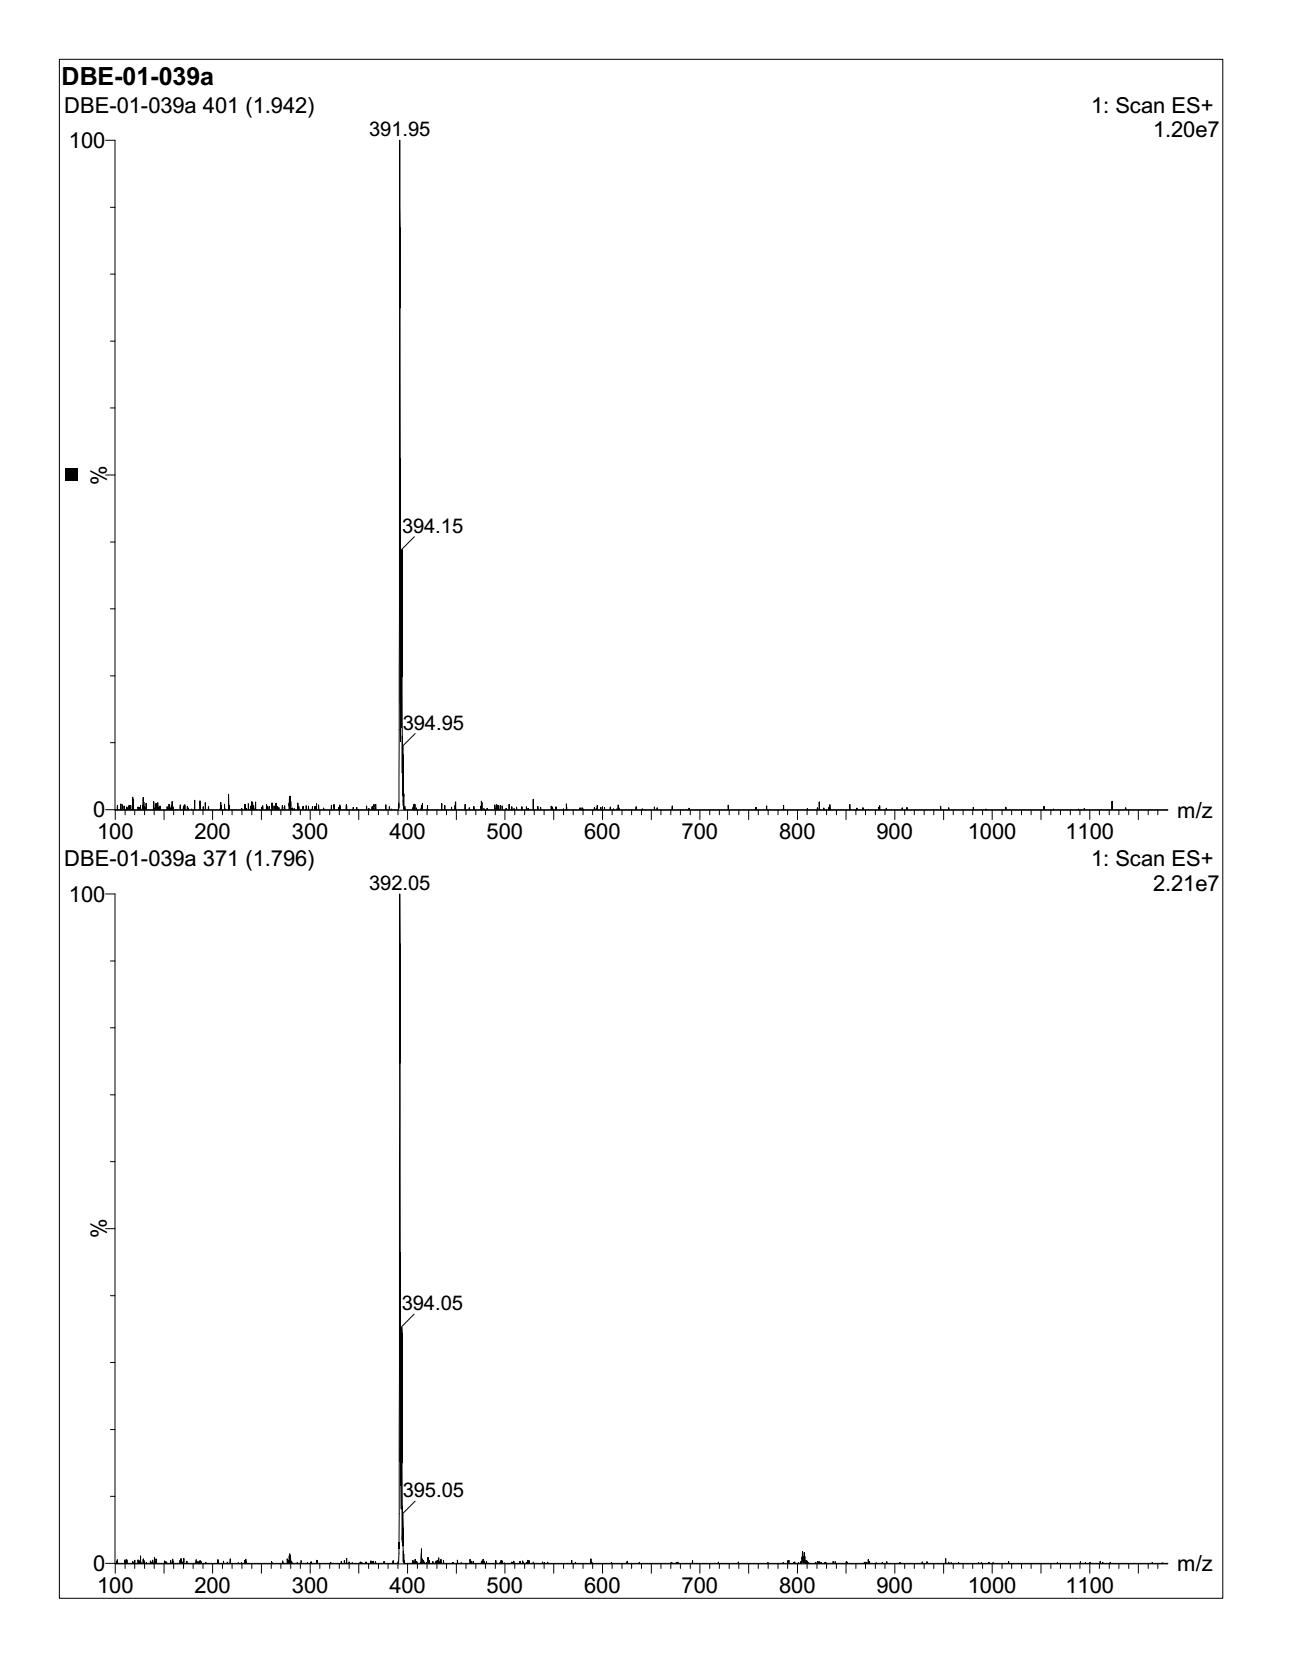 DBE-01-039a
DBE-01-039a 401 (1.942)
1: Scan ES+
1.20e7
391.95
100
394.15
%
394.95
0
m/z
100 200 300 400 500 600 700 800 900 1000 1100
DBE-01-039a 371 (1.796)
1: Scan ES+
2.21e7
392.05
100
%
394.05
395.05
0
m/z
100 200 300 400 500 600 700 800 900 1000 1100